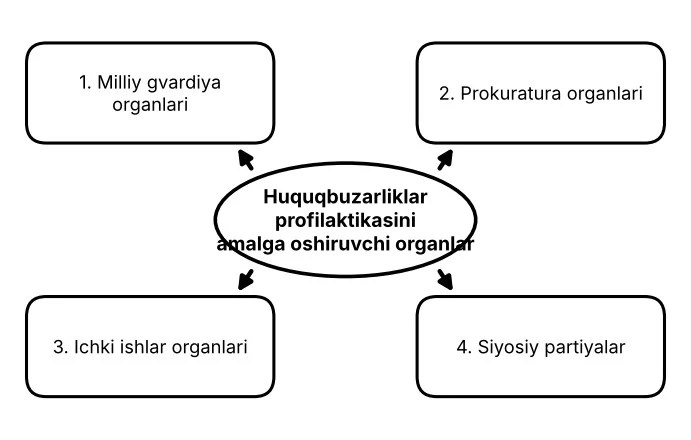 1. Milliy gvardiya
organlari
2. Prokuratura organlari
Huquqbuzarliklar
profilaktikasini
amalga oshiruvchi organlar
3. Ichki ishlar organlari
4. Siyosiy partiyalar